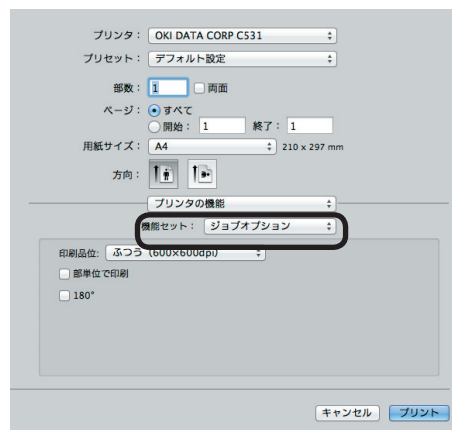 プリンタ： OKI DATA CORP C531
プリセット： デフォルト設定
部数： 1 両面
ページ： すべて
開始： 1 終了： 1
用紙サイズ： A4 210 x 297 mm
方向：
プリンタの機能
機能セット： ジョブオプション
印刷品位： ふつう（600×600dpi）
部単位で印刷
180°
キャンセル プリント